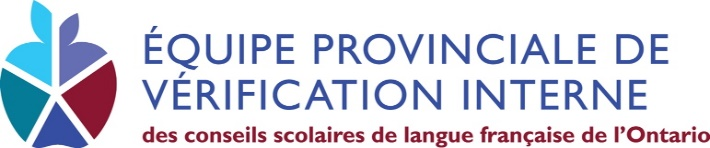 ÉQUIPE PROVINCIALE DE
VÉRIFICATION INTERNE
des conseils scolaires de langue française de l'Ontario